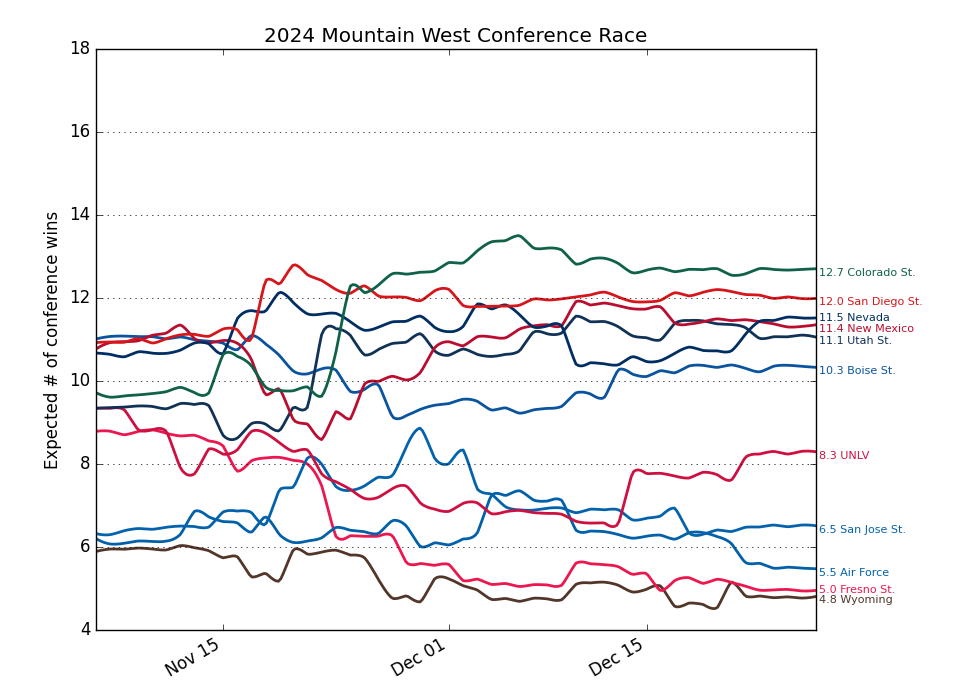 2024 Mountain West Conference Race
Expected # of conference wins
18
16
14
12
10
8
6
4
Nov 15
Dec 01
Dec 15
12.7 Colorado St.
12.0 San Diego St.
11.5 Nevada
11.4 New Mexico
11.1 Utah St.
10.3 Boise St.
8.3 UNLV
6.5 San Jose St.
5.5 Air Force
5.0 Fresno St.
4.8 Wyoming